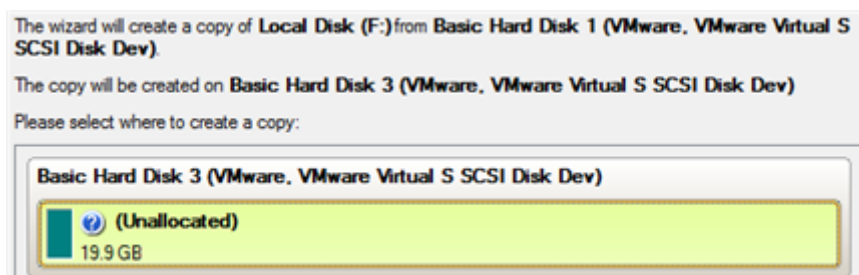 The wizard will create a copy of Local Disk (F:)from Basic Hard Disk 1 (VMware, VMware Virtual S
SCSI Disk Dev).
The copy will be created on Basic Hard Disk 3 (VMware, VMware Virtual S SCSI Disk Dev)
Please select where to create a copy:
Basic Hard Disk 3 (VMware, VMware Virtual S SCSI Disk Dev)
(Unallocated)
19.9 GB